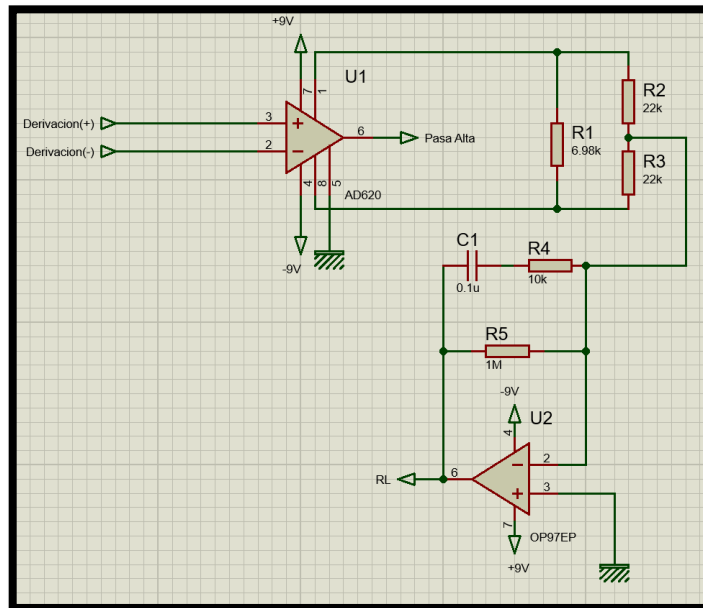 +9V
U1
7
1
R2
22k
Derivacion(+)
3
6
Pasa Alta
R1
6.98k
Derivacion(-)
2
R3
22k
4
8
5
AD620
-9V
C1
0.1u
R4
10k
R5
1M
-9V
U2
4
2
RL
6
3
7
OP97EP
+9V